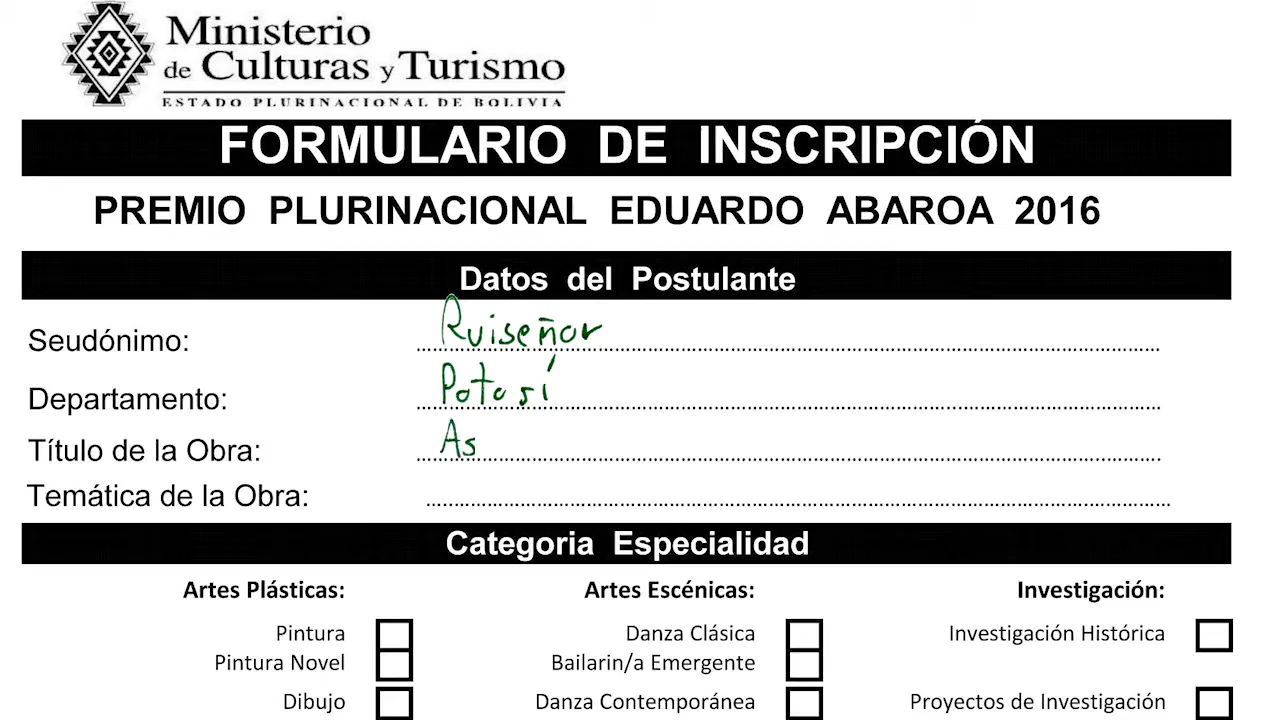 Ministerio
de Culturas y Turismo
ESTADO PLURINACIONAL DE BOLIVIA
FORMULARIO DE INSCRIPCIÓN
PREMIO PLURINACIONAL EDUARDO ABAROA 2016
Datos del Postulante
Seudónimo: Ruiseñor
Departamento: Potosí
Título de la Obra: As
Temática de la Obra:
Categoria Especialidad
Artes Plásticas: Artes Escénicas: Investigación:
Pintura Danza Clásica Investigación Histórica
Pintura Novel Bailarin/a Emergente
Dibujo Danza Contemporánea Proyectos de Investigación